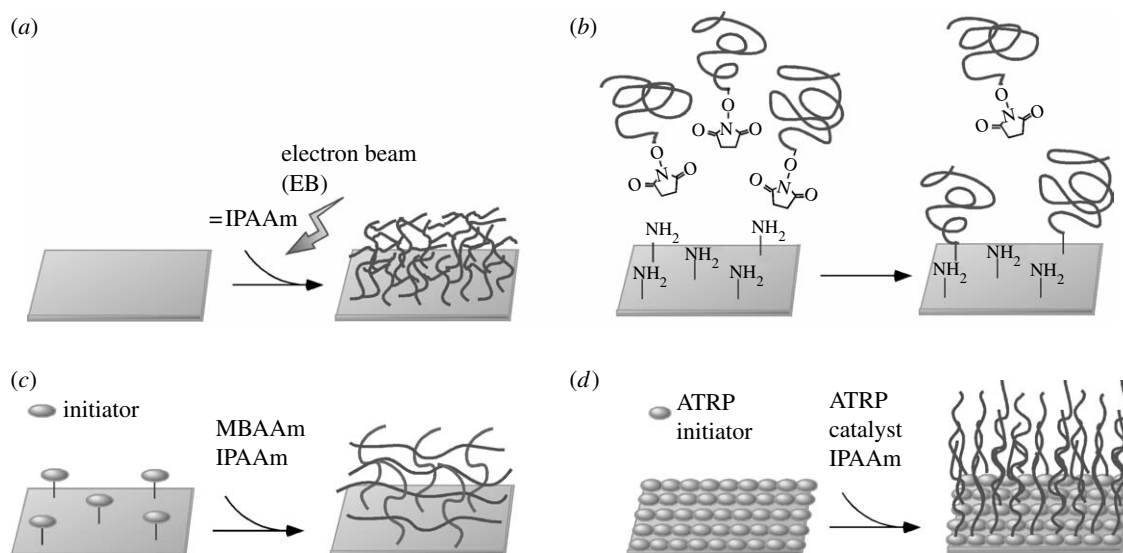 (a)
electron beam
(EB)
=IPAAm
(b)
O
N
O
O
O
N
O
O
O
N
O
O
NH2
NH2
NH2
NH2
NH2
O
N
O
O
NH2
NH2
NH2
(c)
initiator
MBAAm
IPAAm
(d)
ATRP
initiator
ATRP
catalyst
IPAAm